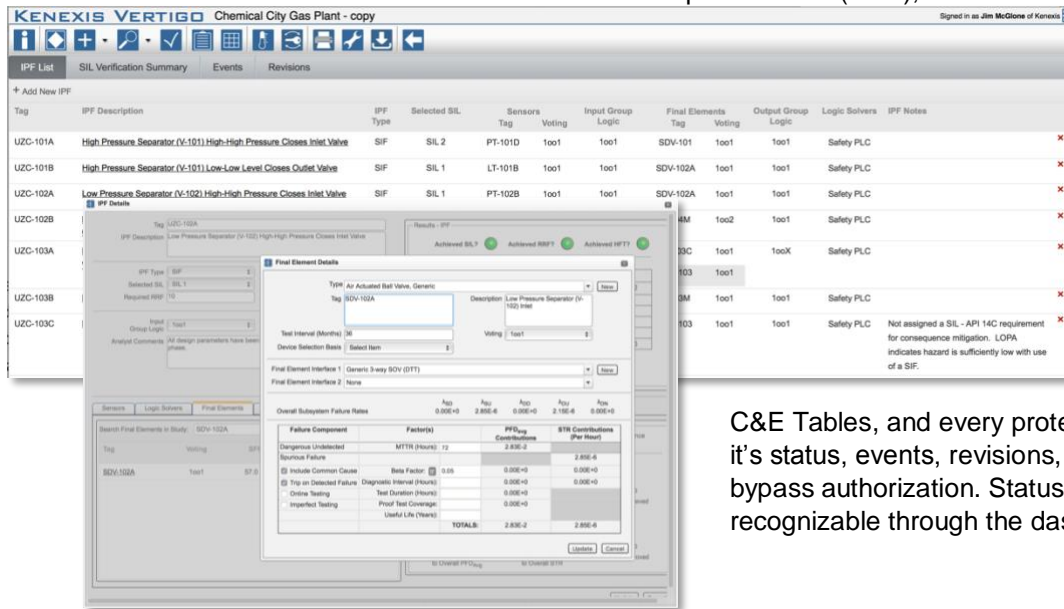 KENEXIS VERTIGO Chemical City Gas Plant - copy
Signed in as Jim McGlone of Kenexis
IPF List SIL Verification Summary Events Revisions
+ Add New IPF
Tag IPF Description IPF Type Selected SIL Sensors Tag Voting Input Group Logic Final Elements Tag Voting Output Group Logic Logic Solvers IPF Notes
UZC-101A High Pressure Separator (V-101) High-High Pressure Closes Inlet Valve SIF SIL 2 PT-101D 1oo1 1oo1 SDV-101 1oo1 1oo1 Safety PLC
UZC-101B High Pressure Separator (V-101) Low-Low Level Closes Outlet Valve SIF SIL 1 LT-101B 1oo1 1oo1 SDV-102A 1oo1 1oo1 Safety PLC
UZC-102A Low Pressure Separator (V-102) High-High Pressure Closes Inlet Valve SIF SIL 1 PT-102B 1oo1 1oo1 SDV-102A 1oo1 1oo1 Safety PLC
UZC-102B 4M 1oo2 1oo1 Safety PLC
UZC-103A 03C 1oo1 1ooX Safety PLC
103 1oo1
UZC-103B 3M 1oo1 1oo1 Safety PLC
UZC-103C 103 1oo1 1oo1 Safety PLC Not assigned a SIL - API 14C requirement
for consequence mitigation. LOPA
indicates hazard is sufficiently low with use
of a SIF.
IPF Details
Tag UZC-102A
IPF Description Low Pressure Separator (V-102) High-High Pressure Closes Inlet Valve
IPF Type SIF
Selected SIL SIL 1
Required RRF 10
Input Group Logic 1oo1
Analyst Comments All design parameters have been
phase.
Results - IPF
Achieved SIL? Achieved RRF? Achieved HFT?
Sensors Logic Solvers Final Elements
Search Final Elements in Study: SDV-102A
Tag Voting
SDV-102A 1oo1 57.0
Final Element Details
Type Air Actuated Ball Valve, Generic New
Tag SDV-102A Description Low Pressure Separator (V-
102) Inlet
Test Interval (Months) 36 Voting 1oo1
Device Selection Basis Select Item
Final Element Interface 1 Generic 3-way SOV (DTT) New
Final Element Interface 2 None
λSD λSU λDD λDU λDN
Overall Subsystem Failure Rates 0.00E+0 2.85E-6 0.00E+0 2.15E-6 0.00E+0
Failure Component Factor(s) PFDavg Contributions STR Contributions (Per Hour)
Dangerous Undetected MTTR (Hours) 72 2.83E-2
Spurious Failure 2.85E-6
Include Common Cause Beta Factor: 0.05 0.00E+0 0.00E+0
Trip on Detected Failure Diagnostic Interval (Hours) 0.00E+0 0.00E+0
Online Testing Test Duration (Hours) 0.00E+0
Imperfect Testing Proof Test Coverage: 0.00E+0
Useful Life (Years):
TOTALS: 2.83E-2 2.85E-6
Update Cancel
to Overall PFDavg to Overall STR
C&E Tables, and every prote
it's status, events, revisions,
bypass authorization. Status
recognizable through the das